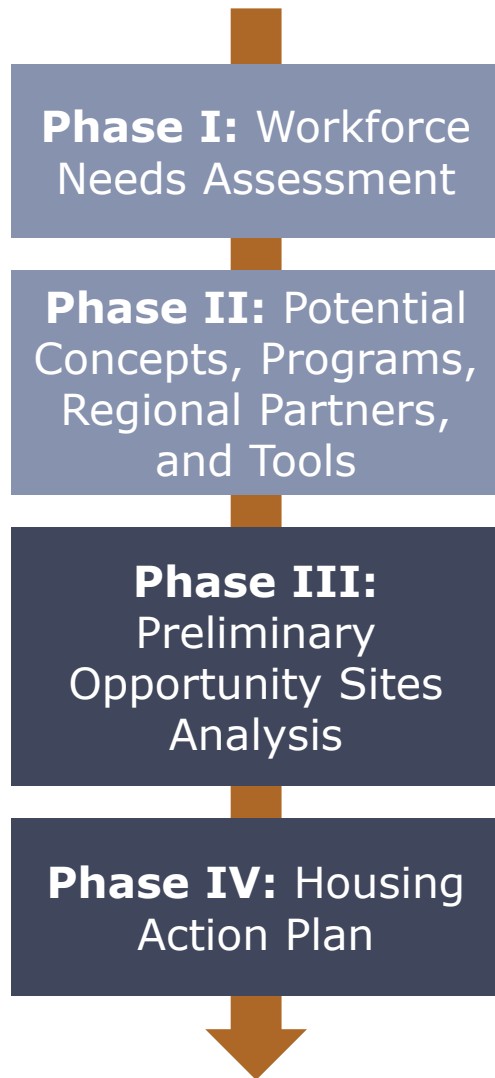 Phase I: Workforce
Needs Assessment
Phase II: Potential
Concepts, Programs,
Regional Partners,
and Tools
Phase III:
Preliminary
Opportunity Sites
Analysis
Phase IV: Housing
Action Plan